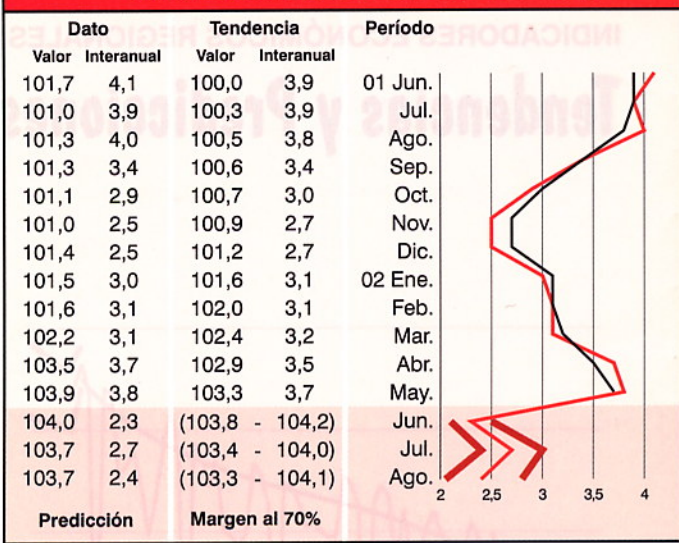 Dato Tendencia Período
Valor Interanual Valor Interanual
101,7 4,1 100,0 3,9 01 Jun.
101,0 3,9 100,3 3,9 Jul.
101,3 4,0 100,5 3,8 Ago.
101,3 3,4 100,6 3,4 Sep.
101,1 2,9 100,7 3,0 Oct.
101,0 2,5 100,9 2,7 Nov.
101,4 2,5 101,2 2,7 Dic.
101,5 3,0 101,6 3,1 02 Ene.
101,6 3,1 102,0 3,1 Feb.
102,2 3,1 102,4 3,2 Mar.
103,5 3,7 102,9 3,5 Abr.
103,9 3,8 103,3 3,7 May.
104,0 2,3 (103,8 - 104,2) Jun.
103,7 2,7 (103,4 - 104,0) Jul.
103,7 2,4 (103,3 - 104,1) Ago.
2 2,5 3 3,5 4
Predicción Margen al 70%
INDICADORES ECONÓMICOS REGIONALES
Tendencias y Predicciones